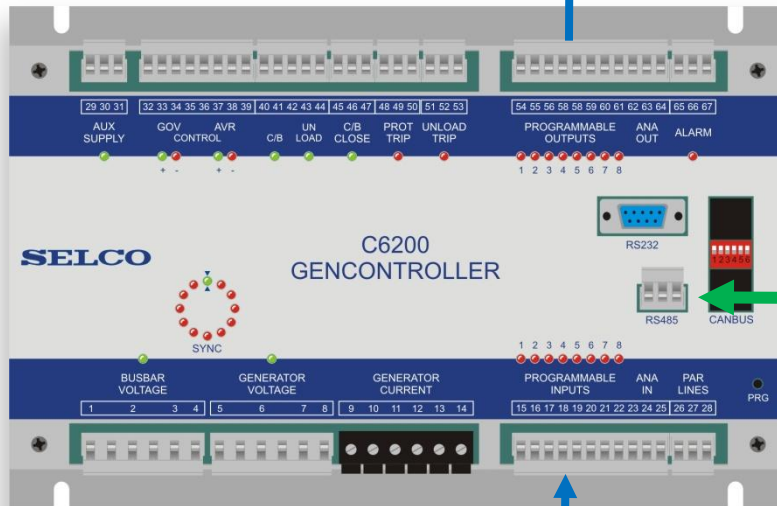 29 30 31 32 33 34 35 36 37 38 39 40 41 42 43 44 45 46 47 48 49 50 51 52 53 54 55 56 58 58 59 60 61 62 63 64 65 66 67
AUX SUPPLY
GOV AVR
CONTROL
C/B
UN LOAD
C/B CLOSE
PROT TRIP
UNLOAD TRIP
PROGRAMMABLE OUTPUTS
ANA OUT
ALARM
+ - + -
1 2 3 4 5 6 7 8
SELCO
C6200
GENCONTROLLER
RS232
1 2 3 4 5 6
RS485
CANBUS
SYNC
1 2 3 4 5 6 7 8
BUSBAR VOLTAGE
GENERATOR VOLTAGE
GENERATOR CURRENT
PROGRAMMABLE INPUTS
ANA IN
PAR LINES
PRG
1 2 3 4 5 6 7 8 9 10 11 12 13 14 15 16 17 18 19 20 21 22 23 24 25 26 27 28